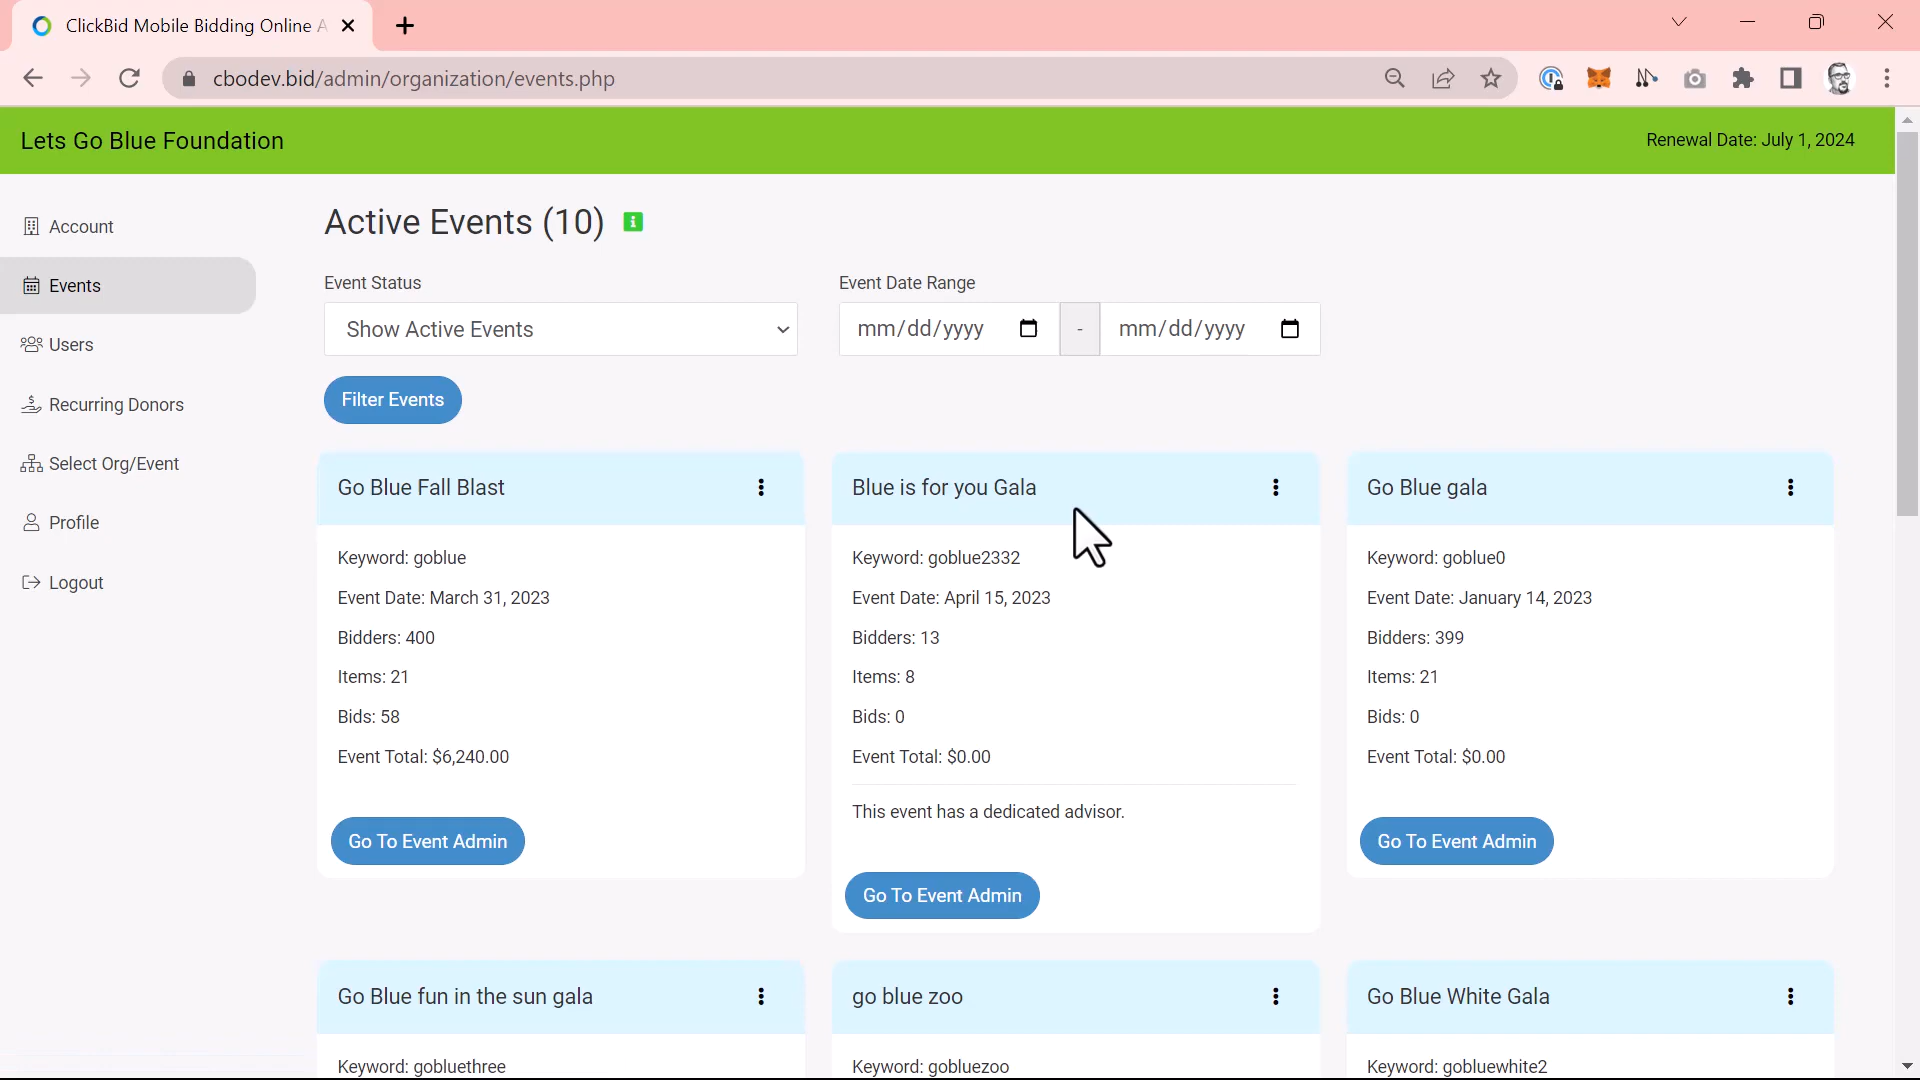 ClickBid Mobile Bidding Online A
cbodev.bid/admin/organization/events.php
Lets Go Blue Foundation
Renewal Date: July 1, 2024
Account
Events
Users
Recurring Donors
Select Org/Event
Profile
Logout
Active Events (10)
Event Status
Event Date Range
Show Active Events
mm/dd/yyyy - mm/dd/yyyy
Filter Events
Go Blue Fall Blast
Keyword: goblue
Event Date: March 31, 2023
Bidders: 400
Items: 21
Bids: 58
Event Total: $6,240.00
Go To Event Admin
Blue is for you Gala
Keyword: goblue2332
Event Date: April 15, 2023
Bidders: 13
Items: 8
Bids: 0
Event Total: $0.00
This event has a dedicated advisor.
Go To Event Admin
Go Blue gala
Keyword: goblue0
Event Date: January 14, 2023
Bidders: 399
Items: 21
Bids: 0
Event Total: $0.00
Go To Event Admin
Go Blue fun in the sun gala
Keyword: gobluethree
go blue zoo
Keyword: gobluezoo
Go Blue White Gala
Keyword: gobluewhite2